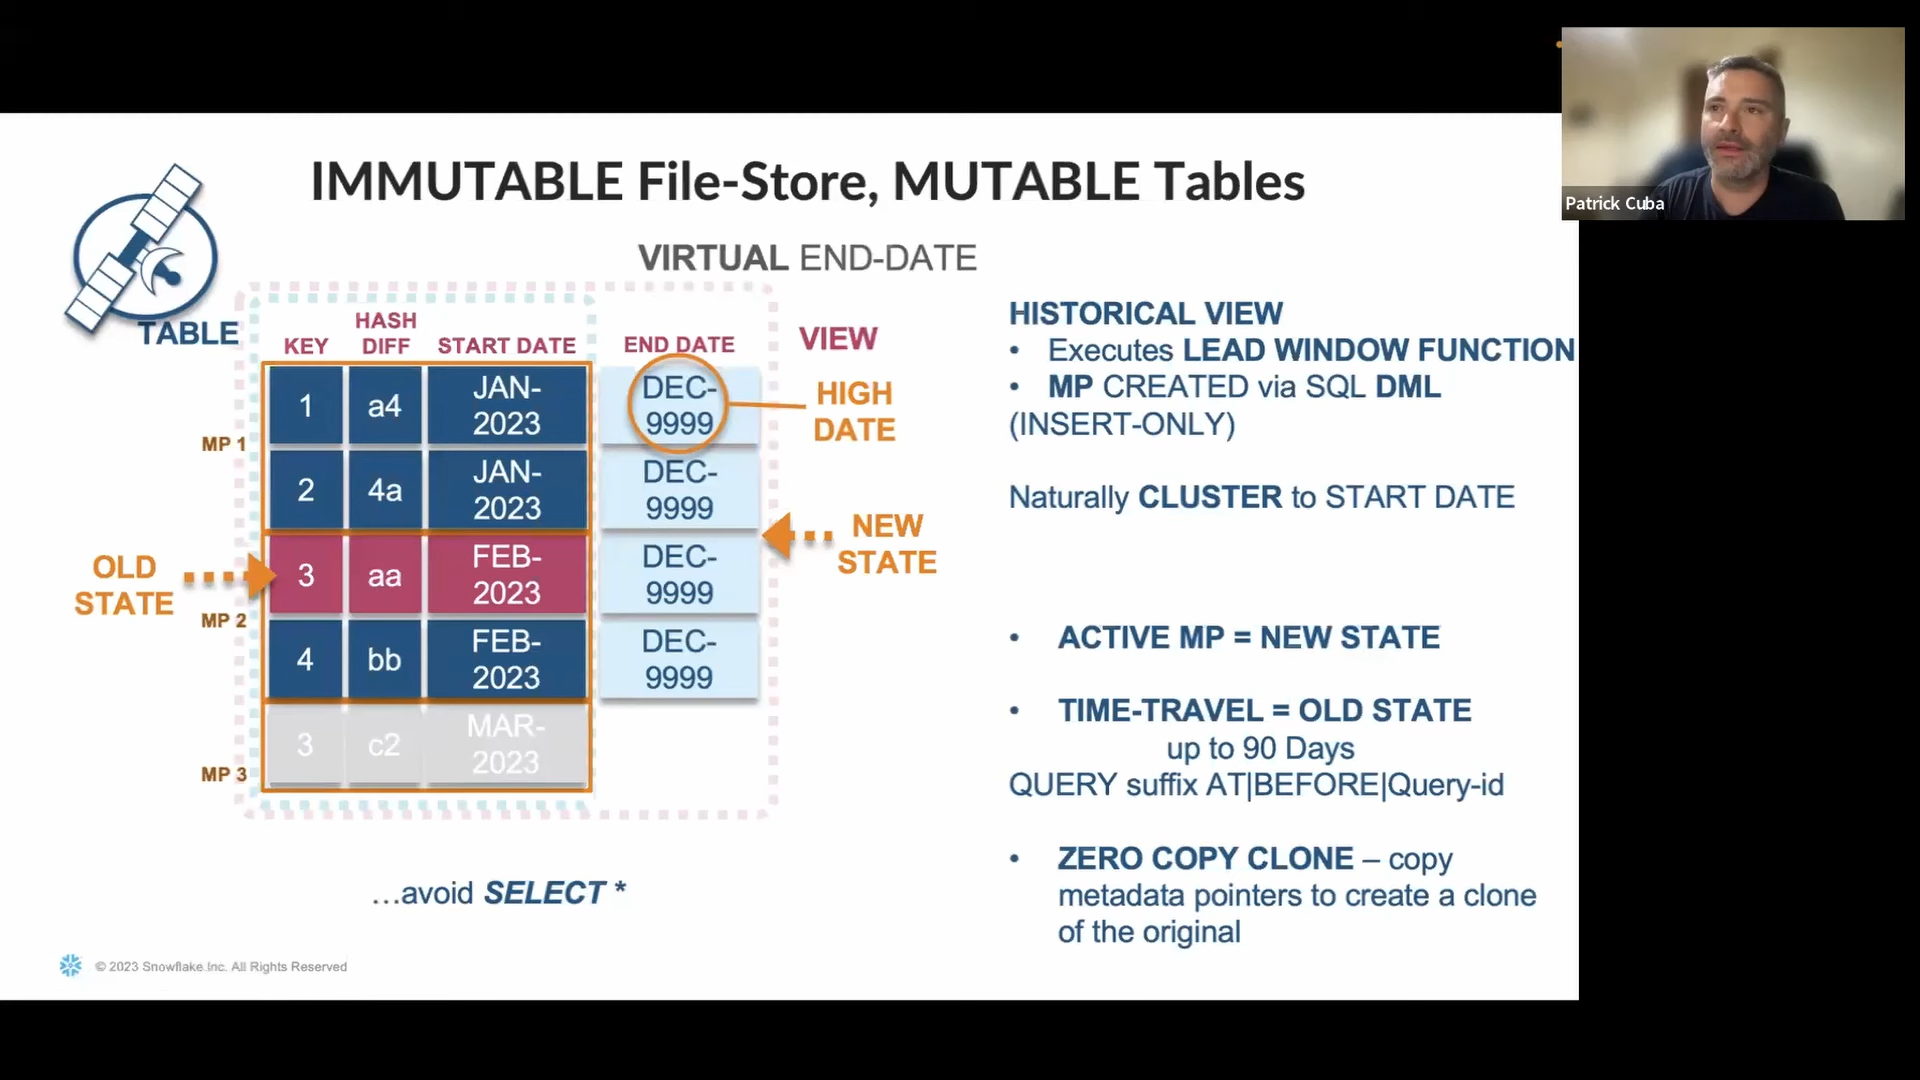 Patrick Cuba
IMMUTABLE File-Store, MUTABLE Tables
VIRTUAL END-DATE
TABLE
KEY
HASH
DIFF
START DATE
END DATE
VIEW
1
a4
JAN-
2023
DEC-
9999
HIGH
DATE
MP 1
2
4a
JAN-
2023
DEC-
9999
NEW
STATE
OLD
STATE
3
aa
FEB-
2023
DEC-
9999
MP 2
4
bb
FEB-
2023
DEC-
9999
3
c2
MAR-
2023
MP 3
...avoid SELECT *
HISTORICAL VIEW
• Executes LEAD WINDOW FUNCTION
• MP CREATED via SQL DML
(INSERT-ONLY)
Naturally CLUSTER to START DATE
• ACTIVE MP = NEW STATE
• TIME-TRAVEL = OLD STATE
up to 90 Days
QUERY suffix AT|BEFORE|Query-id
• ZERO COPY CLONE – copy
metadata pointers to create a clone
of the original
© 2023 Snowflake Inc. All Rights Reserved